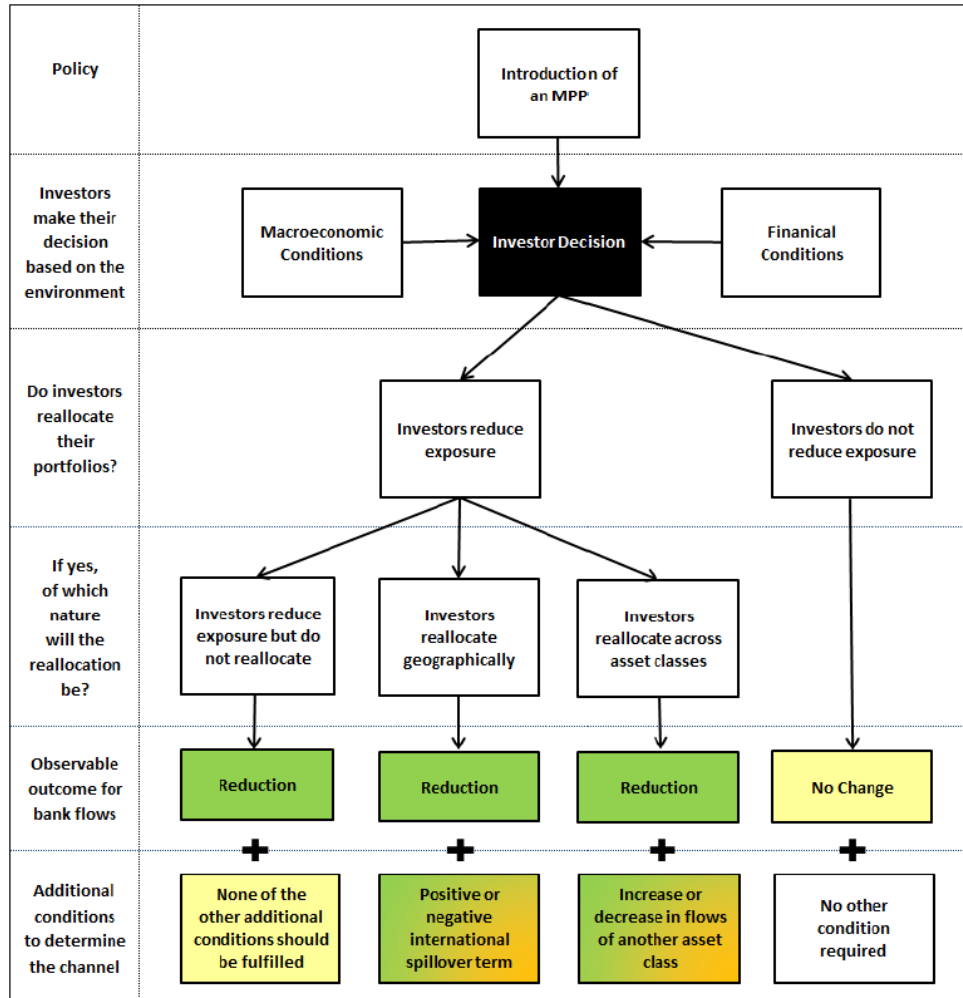 Policy
Introduction of
an MPP
Investors
make their
decision
based on the
environment
Macroeconomic
Conditions
Investor Decision
Finanical
Conditions
Do investors
reallocate
their
portfolios?
Investors reduce
exposure
Investors do not
reduce exposure
If yes,
of which
nature
will the
reallocation
be?
Investors reduce
exposure but do
not reallocate
Investors
reallocate
geographically
Investors
reallocate across
asset classes
Observable
outcome for
bank flows
Reduction
Reduction
Reduction
No Change
Additional
conditions
to determine
the channel
None of the
other additional
conditions should
be fulfilled
Positive or
negative
international
spillover term
Increase or
decrease in flows
of another asset
class
No other
condition
required